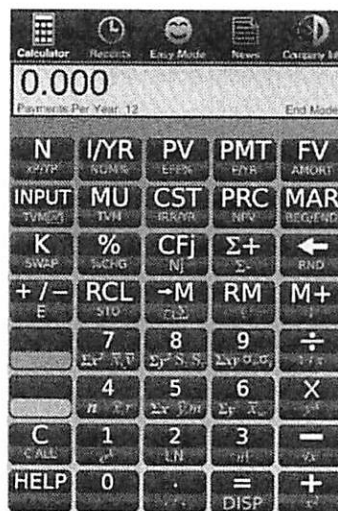 Calculator Records Easy Mode News Company Info
0.000
Payments Per Year: 12 End Mode
N I/YR PV PMT FV
xP/YR NOM% EFF% P/YR AMORT
INPUT MU CST PRC MAR
TVM IRR/YR NPV BEG/END
K % CFj Σ+ ←
SWAP %CHG Nj Σ- RND
+/− RCL →M RM M+
E STO CLΣ
7 8 9 ÷
1/x
4 5 6 X
C 1 2 3 −
C ALL LN
HELP 0 . = +
DISP